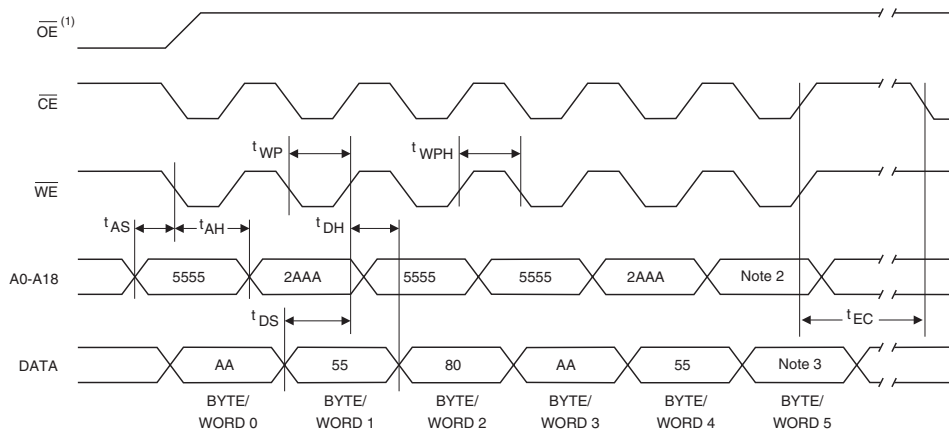 OE (1)
CE
t WP
t WPH
WE
t AS
t AH
t DH
A0-A18
5555
2AAA
5555
5555
2AAA
Note 2
t DS
t EC
DATA
AA
55
80
AA
55
Note 3
BYTE/
WORD 0
BYTE/
WORD 1
BYTE/
WORD 2
BYTE/
WORD 3
BYTE/
WORD 4
BYTE/
WORD 5